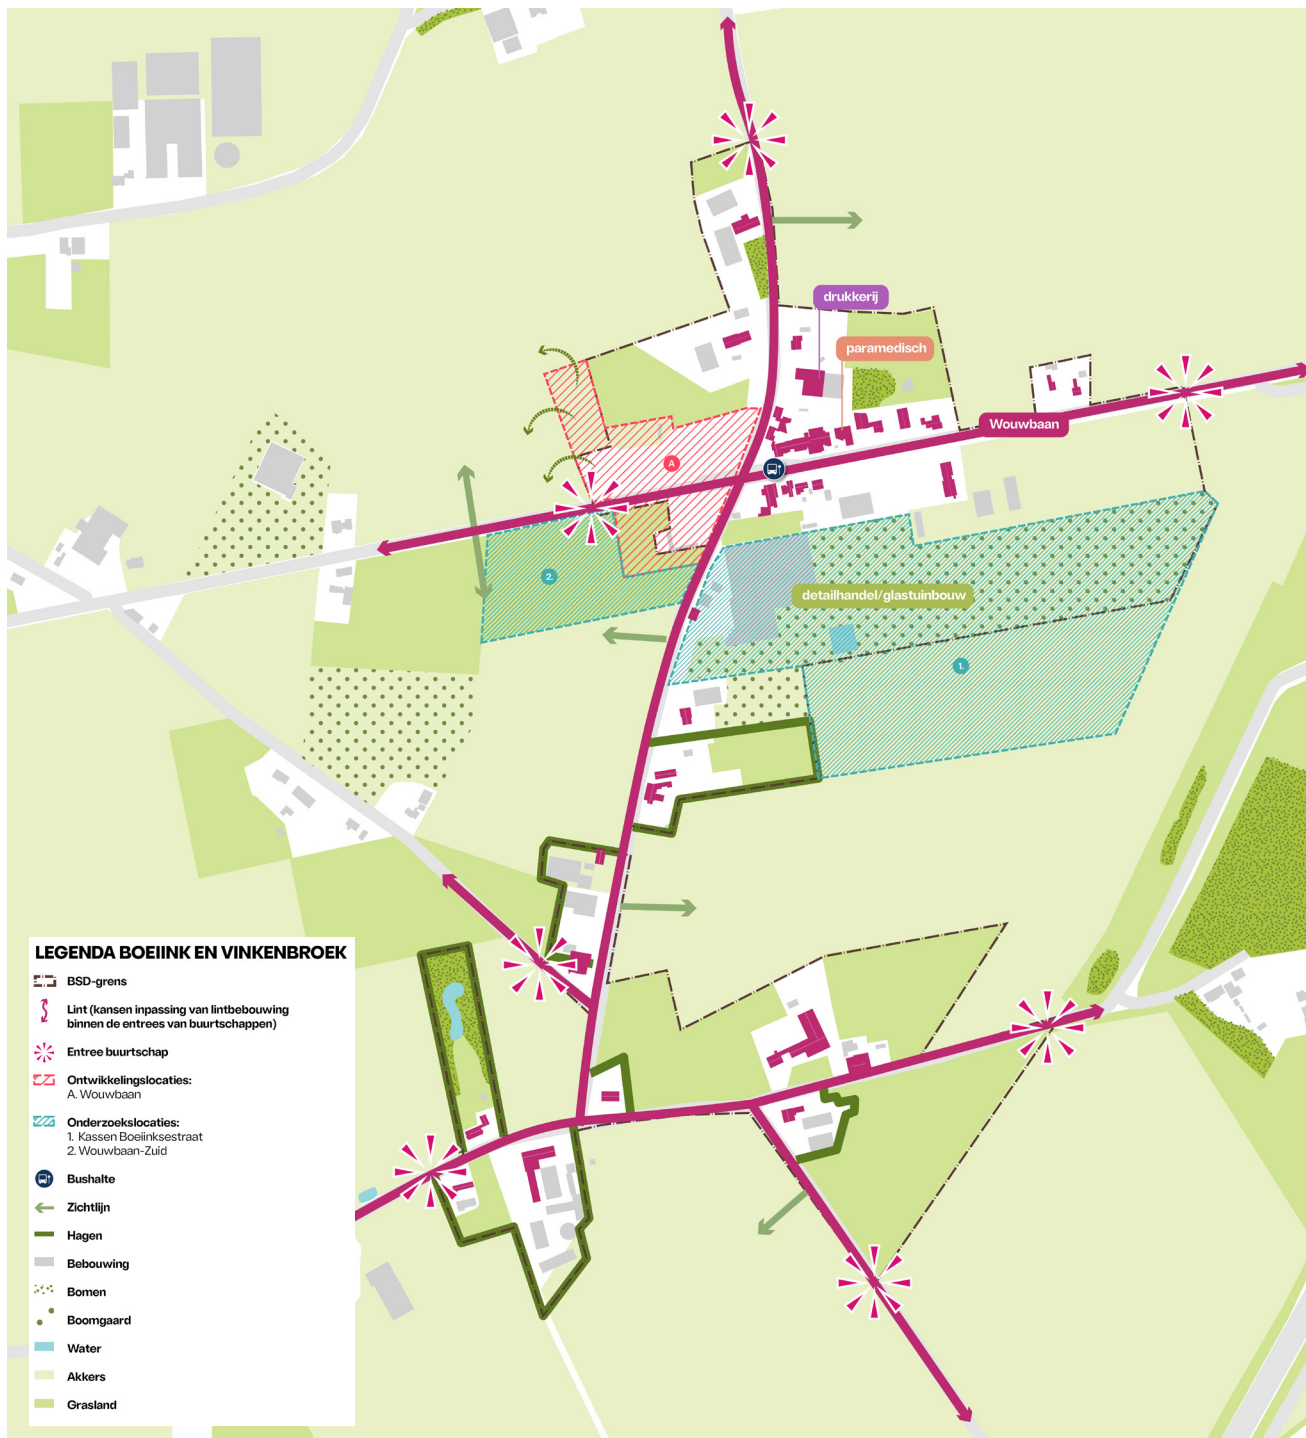 drukkerij
paramedisch
Wouwbaan
A
2.
detailhandel/glastuinbouw
1.
LEGENDA BOEIINK EN VINKENBROEK
BSD-grens
Lint (kansen inpassing van lintbebouwing
binnen de entrees van buurtschappen)
Entree buurtschap
Ontwikkelingslocaties:
A. Wouwbaan
Onderzoekslocaties:
1. Kassen Boeiinksestraat
2. Wouwbaan-Zuid
Bushalte
Zichtlijn
Hagen
Bebouwing
Bomen
Boomgaard
Water
Akkers
Grasland